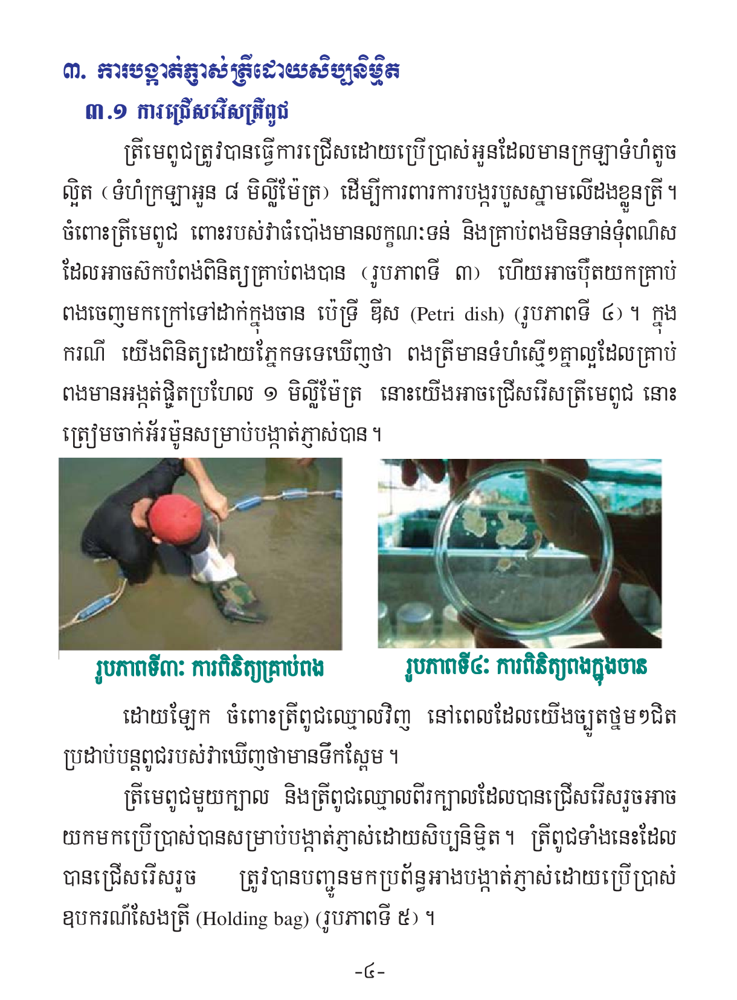 ៣. ការបង្កាត់ភ្ញាស់ត្រីដោយសិប្បនិម្មិត
៣.១ ការជ្រើសរើសត្រីពូជ
ត្រីមេពូជត្រូវបានធ្វើការជ្រើសដោយប្រើប្រាស់អួនដែលមានក្រឡាទំហំតូច
ល្អិត (ទំហំក្រឡាអួន ៨ មិល្លីម៉ែត្រ) ដើម្បីការពារការបង្ករបួសស្នាមលើដងខ្លួនត្រី។
ចំពោះត្រីមេពូជ ពោះរបស់វាធំប៉ោងមានលក្ខណៈទន់ និងគ្រាប់ពងមិនទាន់ទុំពណ៌ស
ដែលអាចស៊កបំពង់ពិនិត្យគ្រាប់ពងបាន (រូបភាពទី ៣) ហើយអាចប៉ឺតយកគ្រាប់
ពងចេញមកក្រៅទៅដាក់ក្នុងចាន ប៉េទ្រី ឌីស (Petri dish) (រូបភាពទី ៤)។ ក្នុង
ករណី យើងពិនិត្យដោយភ្នែកទទេឃើញថា ពងត្រីមានទំហំស្មើៗគ្នាល្អដែលគ្រាប់
ពងមានអង្កត់ផ្ចិតប្រហែល ១ មិល្លីម៉ែត្រ នោះយើងអាចជ្រើសរើសត្រីមេពូជ នោះ
ត្រៀមចាក់អ័រម៉ូនសម្រាប់បង្កាត់ភ្ញាស់បាន។
រូបភាពទី៣: ការពិនិត្យគ្រាប់ពង
រូបភាពទី៤: ការពិនិត្យពងក្នុងចាន
ដោយឡែក ចំពោះត្រីពូជឈ្មោលវិញ នៅពេលដែលយើងច្បូតថ្នមៗជិត
ប្រដាប់បន្តពូជរបស់វាឃើញថាមានទឹកស្ពែម។
ត្រីមេពូជមួយក្បាល និងត្រីពូជឈ្មោលពីរក្បាលដែលបានជ្រើសរើសរួចអាច
យកមកប្រើប្រាស់បានសម្រាប់បង្កាត់ភ្ញាស់ដោយសិប្បនិម្មិត។ ត្រីពូជទាំងនេះដែល
បានជ្រើសរើសរួច ត្រូវបានបញ្ជូនមកប្រព័ន្ធអាងបង្កាត់ភ្ញាស់ដោយប្រើប្រាស់
ឧបករណ៍សែងត្រី (Holding bag) (រូបភាពទី ៥)។
-៤-